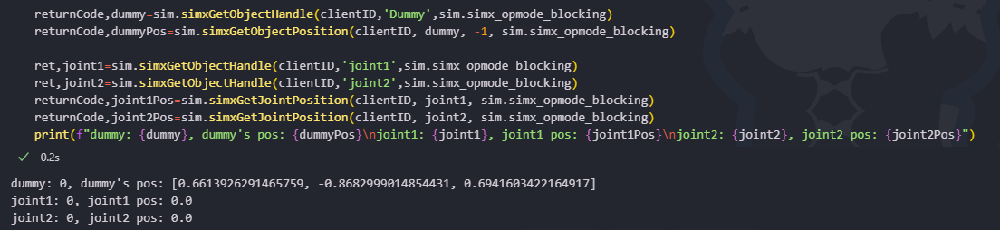 returnCode,dummy=sim.simxGetObjectHandle(clientID,'Dummy',sim.simx_opmode_blocking)
returnCode,dummyPos=sim.simxGetObjectPosition(clientID, dummy, -1, sim.simx_opmode_blocking)
ret,joint1=sim.simxGetObjectHandle(clientID,'joint1',sim.simx_opmode_blocking)
ret,joint2=sim.simxGetObjectHandle(clientID,'joint2',sim.simx_opmode_blocking)
returnCode,joint1Pos=sim.simxGetJointPosition(clientID, joint1, sim.simx_opmode_blocking)
returnCode,joint2Pos=sim.simxGetJointPosition(clientID, joint2, sim.simx_opmode_blocking)
print(f"dummy: {dummy}, dummy's pos: {dummyPos}\njoint1: {joint1}, joint1 pos: {joint1Pos}\njoint2: {joint2}, joint2 pos: {joint2Pos}")
✓ 0.2s
dummy: 0, dummy's pos: [0.6613926291465759, -0.8682999014854431, 0.6941603422164917]
joint1: 0, joint1 pos: 0.0
joint2: 0, joint2 pos: 0.0